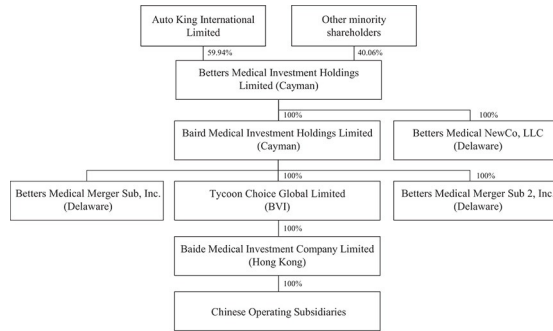 Auto King International
Limited
Other minority
shareholders
59.94%
40.06%
Betters Medical Investment Holdings
Limited (Cayman)
100%
100%
Baird Medical Investment Holdings Limited
(Cayman)
Betters Medical NewCo, LLC
(Delaware)
100%
100%
Betters Medical Merger Sub, Inc.
(Delaware)
Tycoon Choice Global Limited
(BVI)
Betters Medical Merger Sub 2, Inc.
(Delaware)
100%
Baide Medical Investment Company Limited
(Hong Kong)
100%
Chinese Operating Subsidiaries